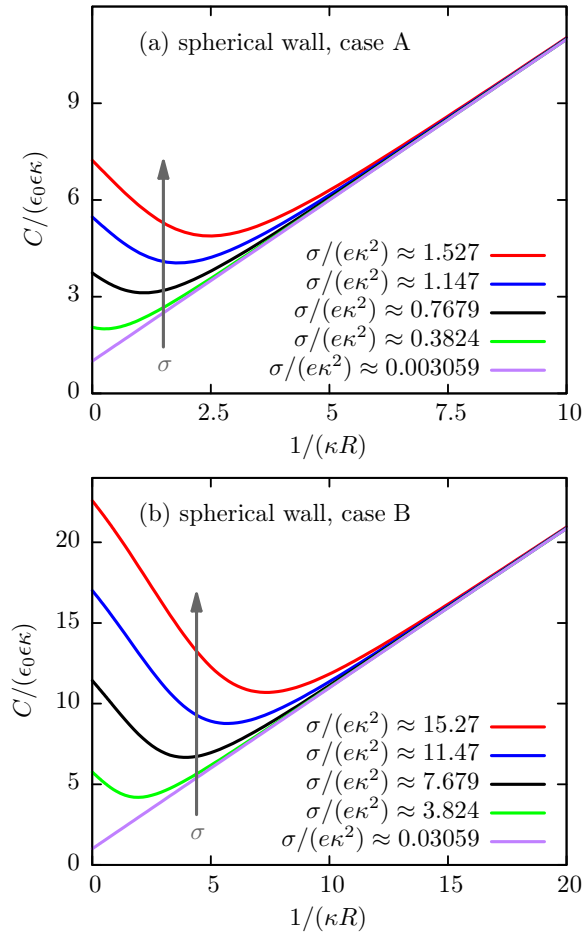 (a) spherical wall, case A
9
6
3
0
C/(ϵ₀ϵκ)
σ/(eκ²) ≈ 1.527
σ/(eκ²) ≈ 1.147
σ/(eκ²) ≈ 0.7679
σ/(eκ²) ≈ 0.3824
σ/(eκ²) ≈ 0.003059
σ
0 2.5 5 7.5 10
1/(κR)
(b) spherical wall, case B
20
15
10
5
0
C/(ϵ₀ϵκ)
σ/(eκ²) ≈ 15.27
σ/(eκ²) ≈ 11.47
σ/(eκ²) ≈ 7.679
σ/(eκ²) ≈ 3.824
σ/(eκ²) ≈ 0.03059
σ
0 5 10 15 20
1/(κR)